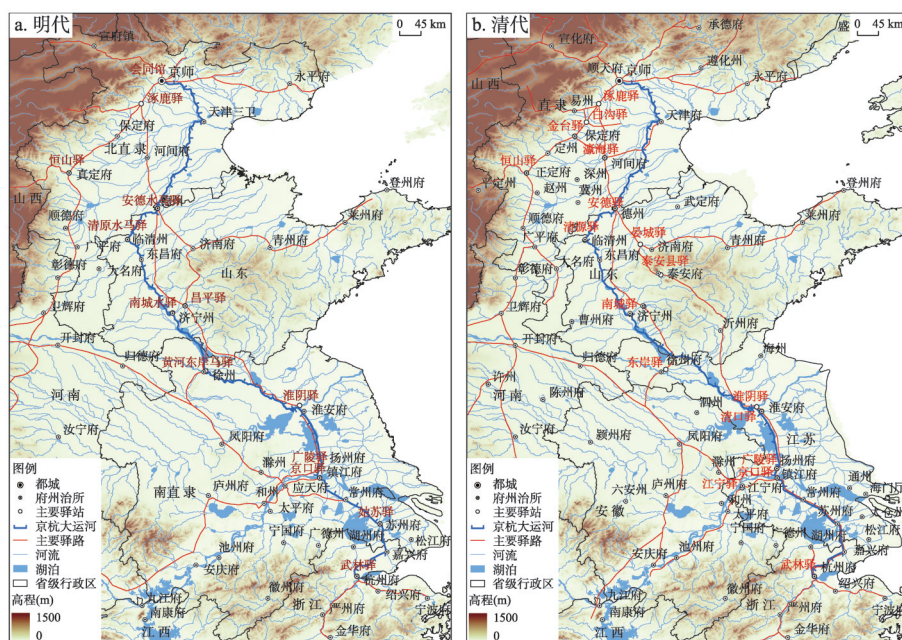 a. 明代
0 45 km
宣府镇
会同馆
京师
永平府
涿鹿驿
天津三卫
保定府
北直隶
河间府
恒山驿
真定府
山西
登州府
安德水
莱州府
清原水马驿
顺德府
临清州
济南府
青州府
平府
东昌府
彰德府
大名府
山东
昌平驿
卫辉府
南城水驿
济宁州
开封府
归德府
黄河东岸马驿
徐州
河南
淮阴驿
淮安府
汝宁府
凤阳府
广陵驿
扬州府
滁州
京口驿
镇江府
南直隶
庐州府
和州
应天府
常州府
太平府
姑苏驿
苏州府
宁国府
广德州
湖州府
松江府
池州府
嘉兴府
安庆府
武林驿
杭州府
徽州府
绍兴府
九江府
浙江
宁波府
南康府
严州府
江西
金华府
图例
都城
府州治所
主要驿站
京杭大运河
主要驿路
河流
湖泊
省级行政区
高程(m)
1500
0
b. 清代
0 45 km
盛
承德府
宣化府
顺天府
京师
遵化州
永平府
山西
直隶
易州
涿鹿驿
白沟驿
天津府
金台驿
保定府
定州
瀛海驿
河间府
恒山驿
正定府
深州
平定州
赵州
冀州
登州府
安德
德州
武定府
莱州府
顺德府
清源驿
临清州
晏城驿
济南府
青州府
平府
东昌府
泰安县驿
彰德府
大名府
山东
泰安府
卫辉府
南城驿
济宁州
曹州府
沂州府
开封府
归德府
东岸驿
徐州府
海州
许州
河南
陈州府
泗州
淮阴驿
清口驿
淮安府
汝宁府
颍州府
凤阳府
江苏
广陵驿
扬州府
滁州
京口驿
镇江府
通州
六安州
庐州府
江宁驿
江宁府
海门厅
安徽
和州
常州府
太仓州
太平府
苏州府
宁国府
广德州
湖州府
松江府
池州府
嘉兴府
安庆府
武林驿
杭州府
徽州府
绍兴府
九江府
浙江
宁波府
南康府
严州府
江西
金华府
图例
都城
府州治所
主要驿站
京杭大运河
主要驿路
河流
湖泊
省级行政区
高程(m)
1500
0